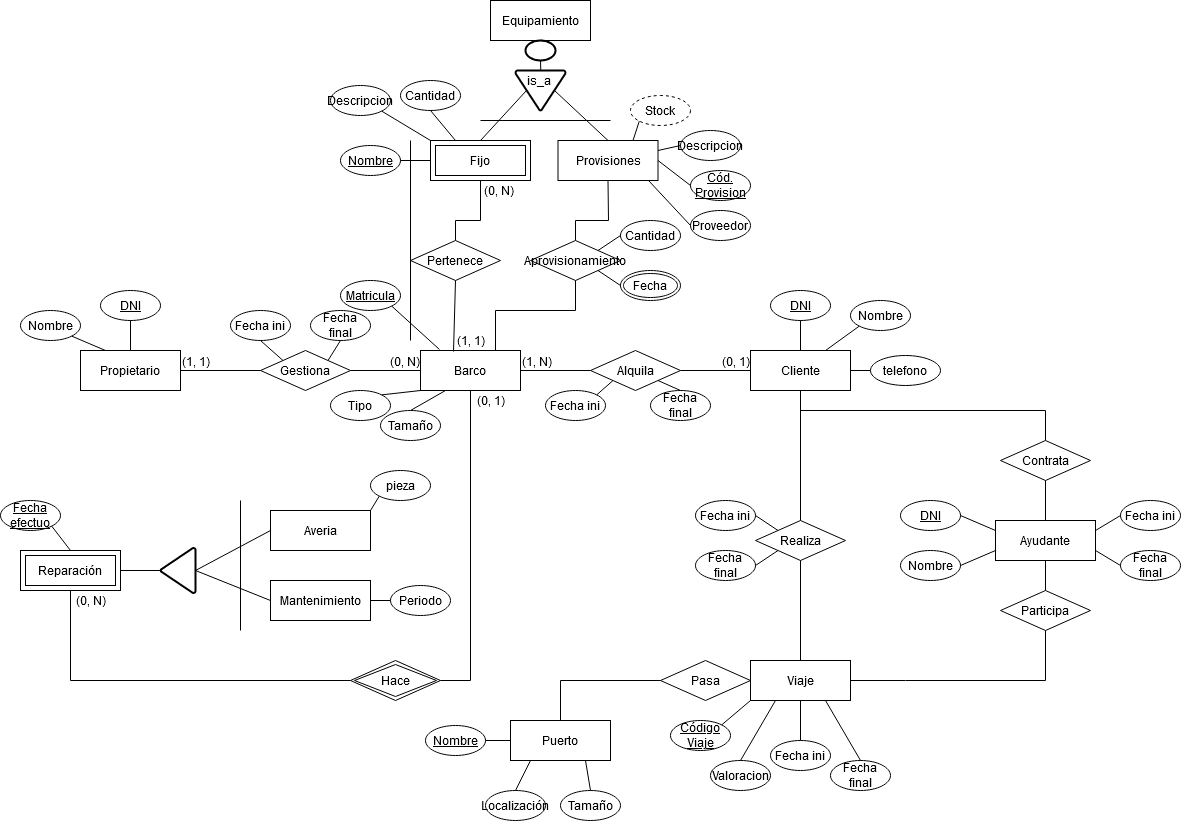 Equipamiento
is_a
Descripcion
Cantidad
Stock
Nombre
Fijo
Provisiones
Descripcion
Cód.
Provision
(0, N)
Proveedor
Cantidad
Pertenece
Aprovisionamiento
Fecha
Matricula
DNI
Nombre
Fecha ini
Fecha
final
DNI
Nombre
(1, 1)
Propietario
(1, 1)
Gestiona
(0, N)
Barco
(1, N)
Alquila
(0, 1)
Cliente
telefono
Tipo
(0, 1)
Tamaño
Fecha ini
Fecha
final
Contrata
pieza
Fecha
efectuo
Averia
Fecha ini
DNI
Fecha ini
Realiza
Ayudante
Reparación
Fecha
final
Nombre
Fecha
final
(0, N)
Mantenimiento
Periodo
Participa
Hace
Pasa
Viaje
Nombre
Puerto
Código
Viaje
Fecha ini
Valoracion
Fecha
final
Localización
Tamaño